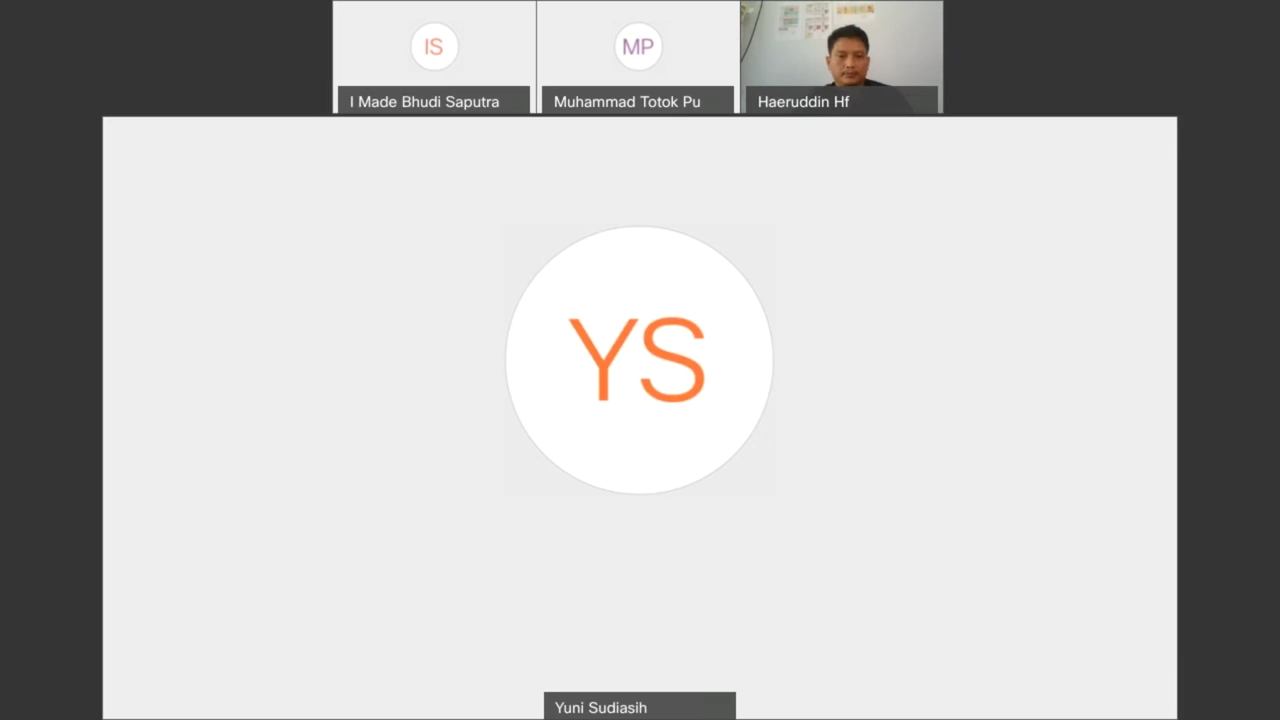 IS
MP
I Made Bhudi Saputra
Muhammad Totok Pu
Haeruddin Hf
YS
Yuni Sudiasih